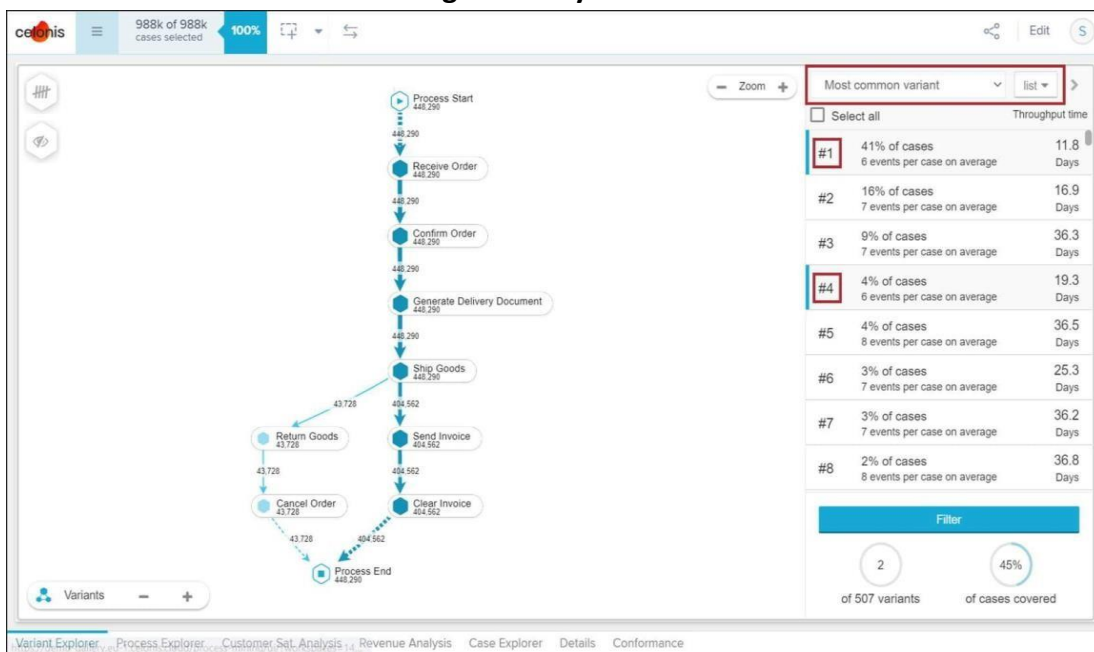 celonis
988k of 988k
cases selected
100%
Edit
S
Zoom
Most common variant
list
Select all
Throughput time
#1
41% of cases
6 events per case on average
11.8
Days
#2
16% of cases
7 events per case on average
16.9
Days
#3
9% of cases
7 events per case on average
36.3
Days
#4
4% of cases
6 events per case on average
19.3
Days
#5
4% of cases
8 events per case on average
36.5
Days
#6
3% of cases
7 events per case on average
25.3
Days
#7
3% of cases
7 events per case on average
36.2
Days
#8
2% of cases
8 events per case on average
36.8
Days
Filter
2
of 507 variants
45%
of cases covered
Process Start
448,290
448,290
Receive Order
448,290
448,290
Confirm Order
448,290
448,290
Generate Delivery Document
448,290
448,290
Ship Goods
448,290
43,728
404,562
Return Goods
43,728
Send Invoice
404,562
43,728
404,562
Cancel Order
43,728
Clear Invoice
404,562
43,728
404,562
Process End
448,290
Variants
Variant Explorer
Process Explorer
Customer Sat. Analysis
Revenue Analysis
Case Explorer
Details
Conformance